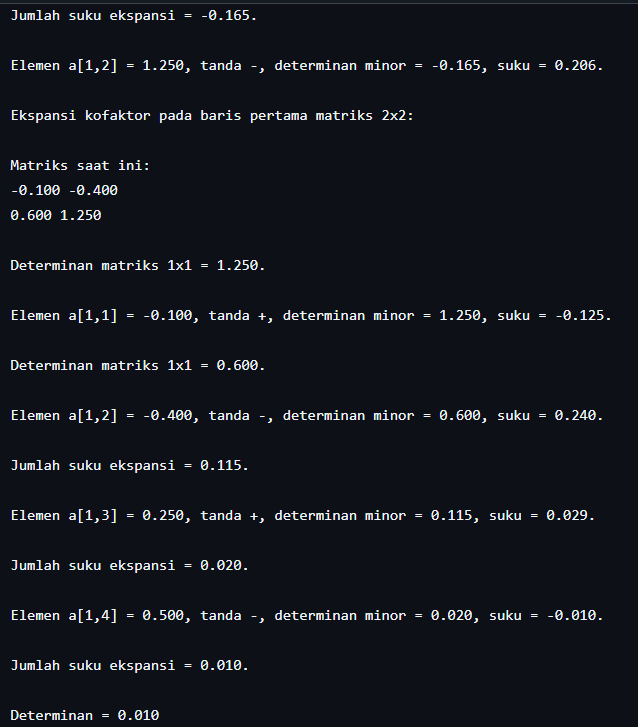 Jumlah suku ekspansi = -0.165.
Elemen a[1,2] = 1.250, tanda -, determinan minor = -0.165, suku = 0.206.
Ekspansi kofaktor pada baris pertama matriks 2x2:
Matriks saat ini:
-0.100 -0.400
0.600 1.250
Determinan matriks 1x1 = 1.250.
Elemen a[1,1] = -0.100, tanda +, determinan minor = 1.250, suku = -0.125.
Determinan matriks 1x1 = 0.600.
Elemen a[1,2] = -0.400, tanda -, determinan minor = 0.600, suku = 0.240.
Jumlah suku ekspansi = 0.115.
Elemen a[1,3] = 0.250, tanda +, determinan minor = 0.115, suku = 0.029.
Jumlah suku ekspansi = 0.020.
Elemen a[1,4] = 0.500, tanda -, determinan minor = 0.020, suku = -0.010.
Jumlah suku ekspansi = 0.010.
Determinan = 0.010